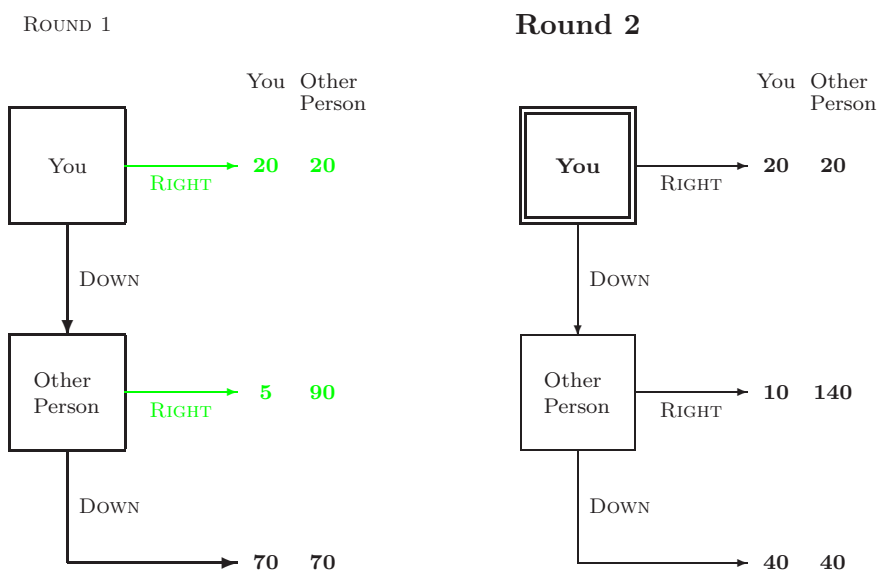 ROUND 1
You Other
Person
You
20 20
RIGHT
DOWN
Other
Person
5 90
RIGHT
DOWN
70 70
Round 2
You Other
Person
You
20 20
RIGHT
DOWN
Other
Person
10 140
RIGHT
DOWN
40 40